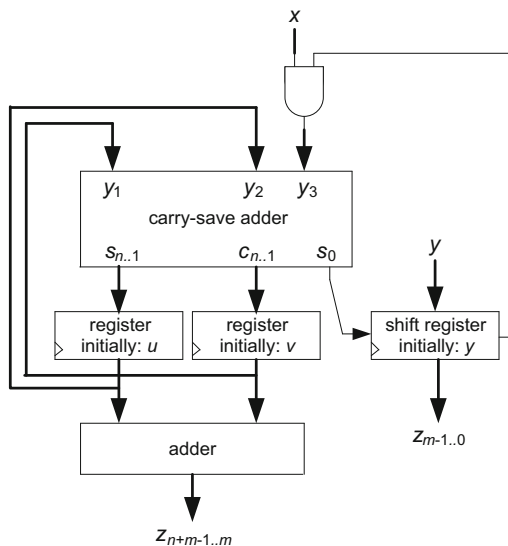 x
y₁ y₂ y₃
carry-save adder
sₙ..₁ cₙ..₁ s₀
y
register
initially: u
register
initially: v
shift register
initially: y
adder
zₘ₋₁..₀
zₙ₊ₘ₋₁..ₘ